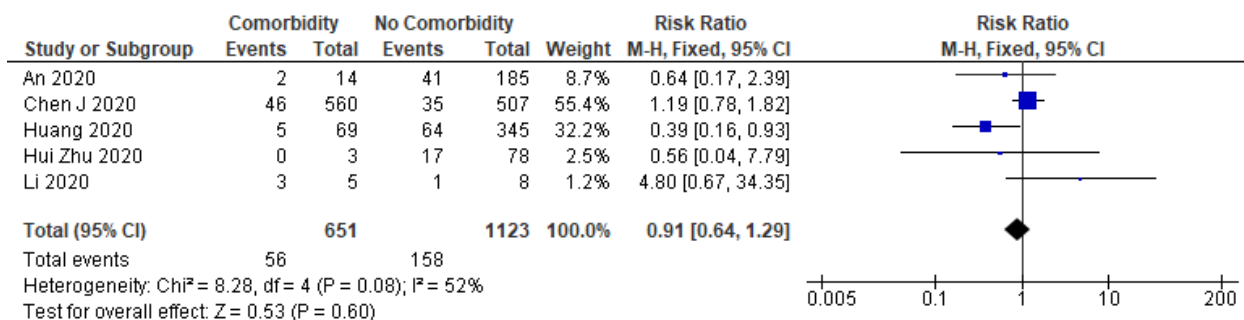 Comorbidity No Comorbidity Risk Ratio Risk Ratio
Study or Subgroup Events Total Events Total Weight M-H, Fixed, 95% CI M-H, Fixed, 95% CI
An 2020 2 14 41 185 8.7% 0.64 [0.17, 2.39]
Chen J 2020 46 560 35 507 55.4% 1.19 [0.78, 1.82]
Huang 2020 5 69 64 345 32.2% 0.39 [0.16, 0.93]
Hui Zhu 2020 0 3 17 78 2.5% 0.56 [0.04, 7.79]
Li 2020 3 5 1 8 1.2% 4.80 [0.67, 34.35]
Total (95% CI) 651 1123 100.0% 0.91 [0.64, 1.29]
Total events 56 158
Heterogeneity: Chi² = 8.28, df = 4 (P = 0.08); I² = 52%
Test for overall effect: Z = 0.53 (P = 0.60)
0.005 0.1 1 10 200